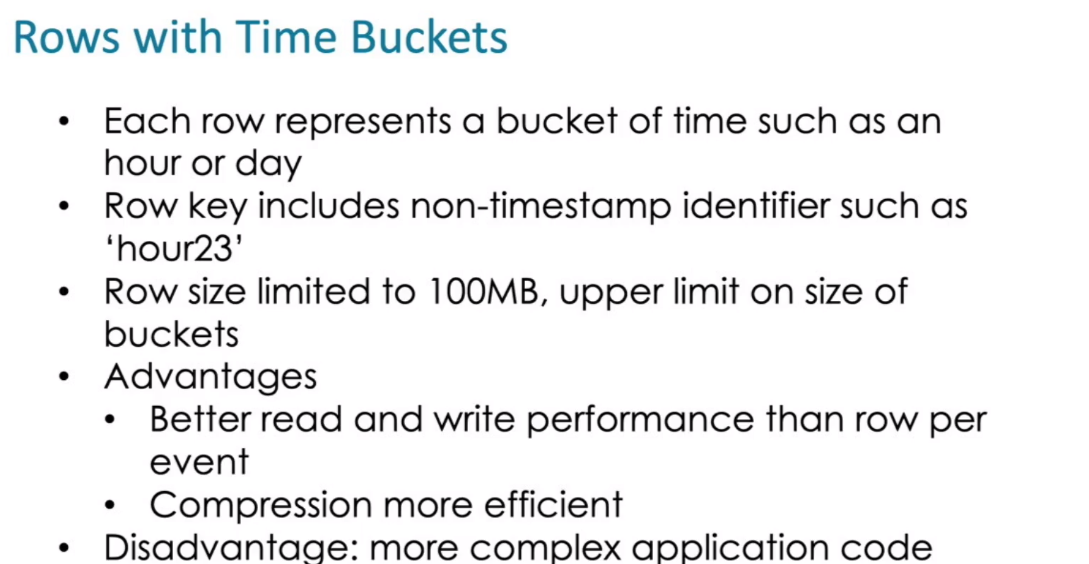 Rows with Time Buckets
• Each row represents a bucket of time such as an
hour or day
• Row key includes non-timestamp identifier such as
‘hour23’
• Row size limited to 100MB, upper limit on size of
buckets
• Advantages
• Better read and write performance than row per
event
• Compression more efficient
• Disadvantage: more complex application code